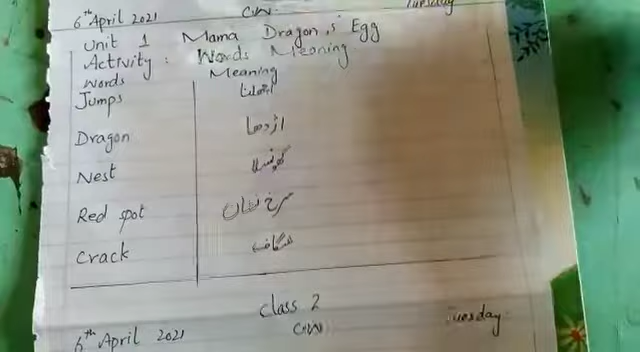 6th April 2021 C.W. Tuesday
Unit 1 Mama Dragon,s Egg
Activity : Words Meaning
Words Meaning
Jumps اچھلنا
Dragon اژدھا
Nest گھونسلا
Red spot سرخ نشان
Crack شگاف
Class 2
6th April 2021 C.W Tuesday